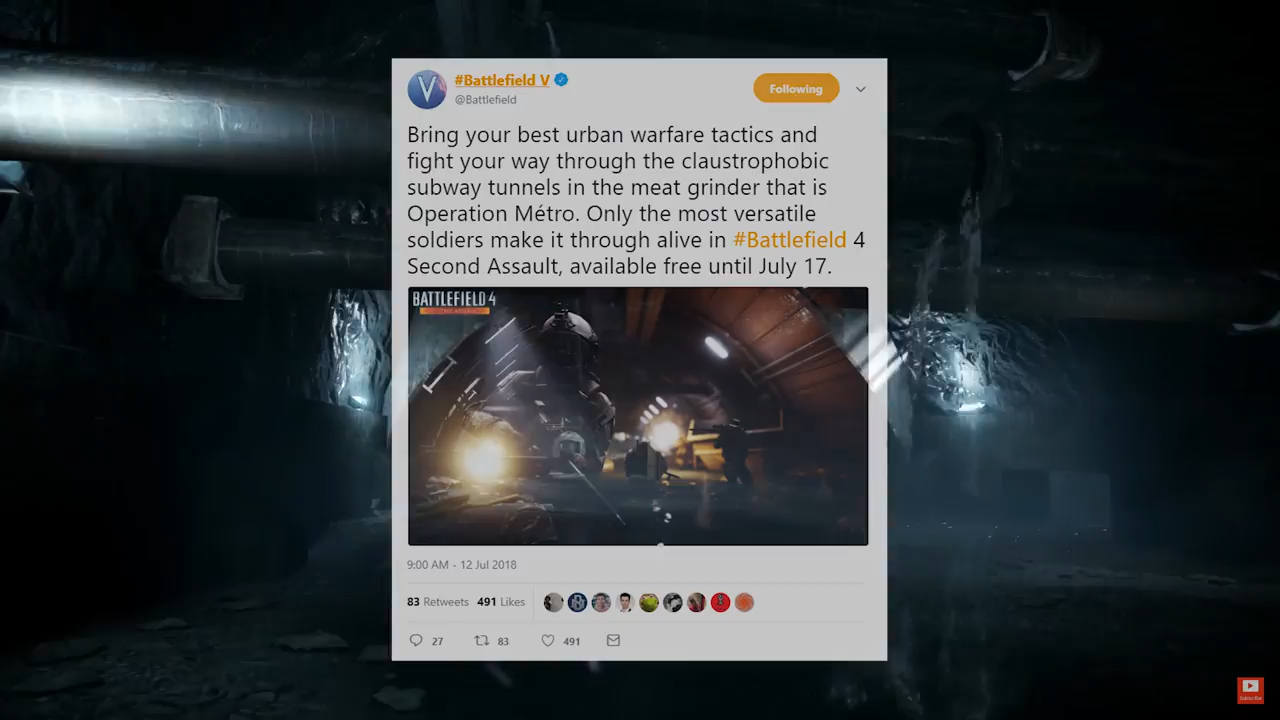 #Battlefield V
@Battlefield
Following
Bring your best urban warfare tactics and
fight your way through the claustrophobic
subway tunnels in the meat grinder that is
Operation Métro. Only the most versatile
soldiers make it through alive in #Battlefield 4
Second Assault, available free until July 17.
BATTLEFIELD 4
9:00 AM - 12 Jul 2018
83 Retweets 491 Likes
27 83 491
Subscribe